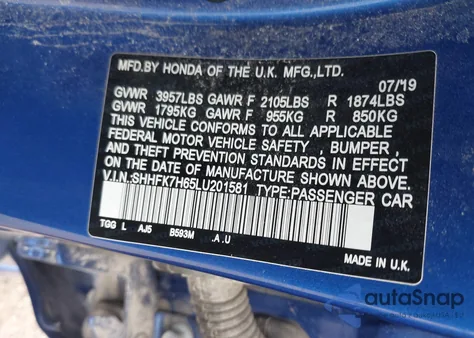 MFD.BY HONDA OF THE U.K. MFG.,LTD.
07/'19
GVWR 3957LBS GAWR F 2105LBS R 1874LBS
GVWR 1795KG GAWR F 955KG R 850KG
THIS VEHICLE CONFORMS TO ALL APPLICABLE
FEDERAL MOTOR VEHICLE SAFETY , BUMPER,
AND THEFT PREVENTION STANDARDS IN EFFECT
ON THE DATE OF MANUFACTURE SHOWN ABOVE.
V.I.N.:SHHFK7H65LU201581 TYPE:PASSENGER CAR
TGG L AJ5 B593M .A .U
MADE IN U.K.
autoSnap